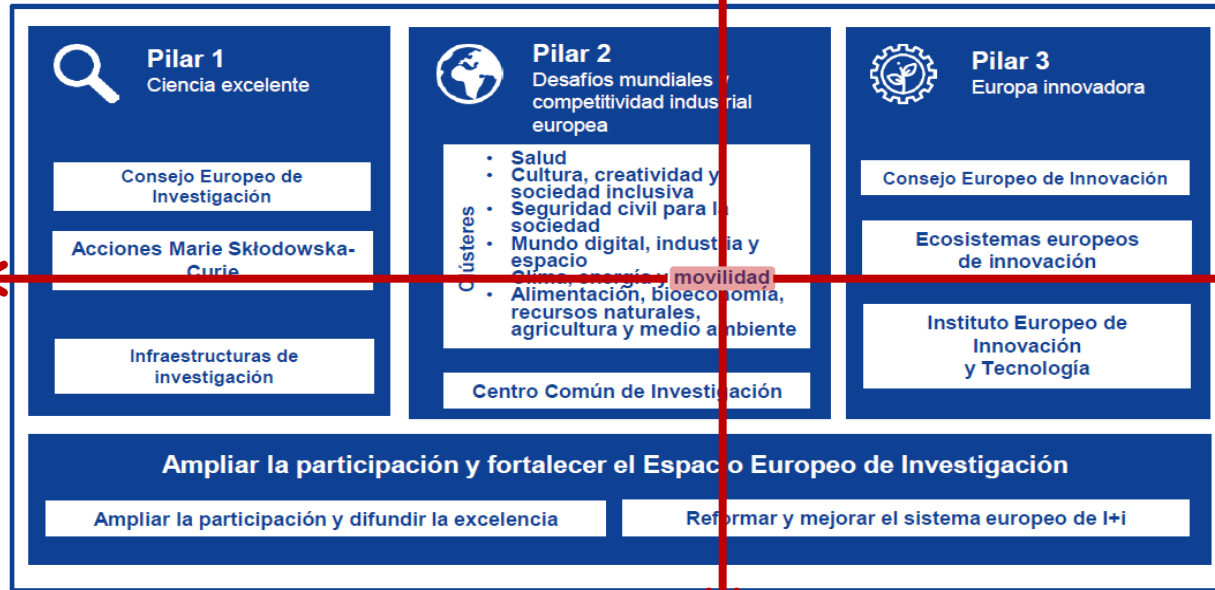 Pilar 1
Ciencia excelente
Consejo Europeo de
Investigación
Acciones Marie Skłodowska-
Curie
Infraestructuras de
investigación
Pilar 2
Desafíos mundiales y
competitividad industrial
europea
Clústeres
• Salud
• Cultura, creatividad y
sociedad inclusiva
• Seguridad civil para la
sociedad
• Mundo digital, industria y
espacio
• Clima, energía y movilidad
• Alimentación, bioeconomía,
recursos naturales,
agricultura y medio ambiente
Centro Común de Investigación
Pilar 3
Europa innovadora
Consejo Europeo de Innovación
Ecosistemas europeos
de innovación
Instituto Europeo de
Innovación
y Tecnología
Ampliar la participación y fortalecer el Espacio Europeo de Investigación
Ampliar la participación y difundir la excelencia
Reformar y mejorar el sistema europeo de I+i